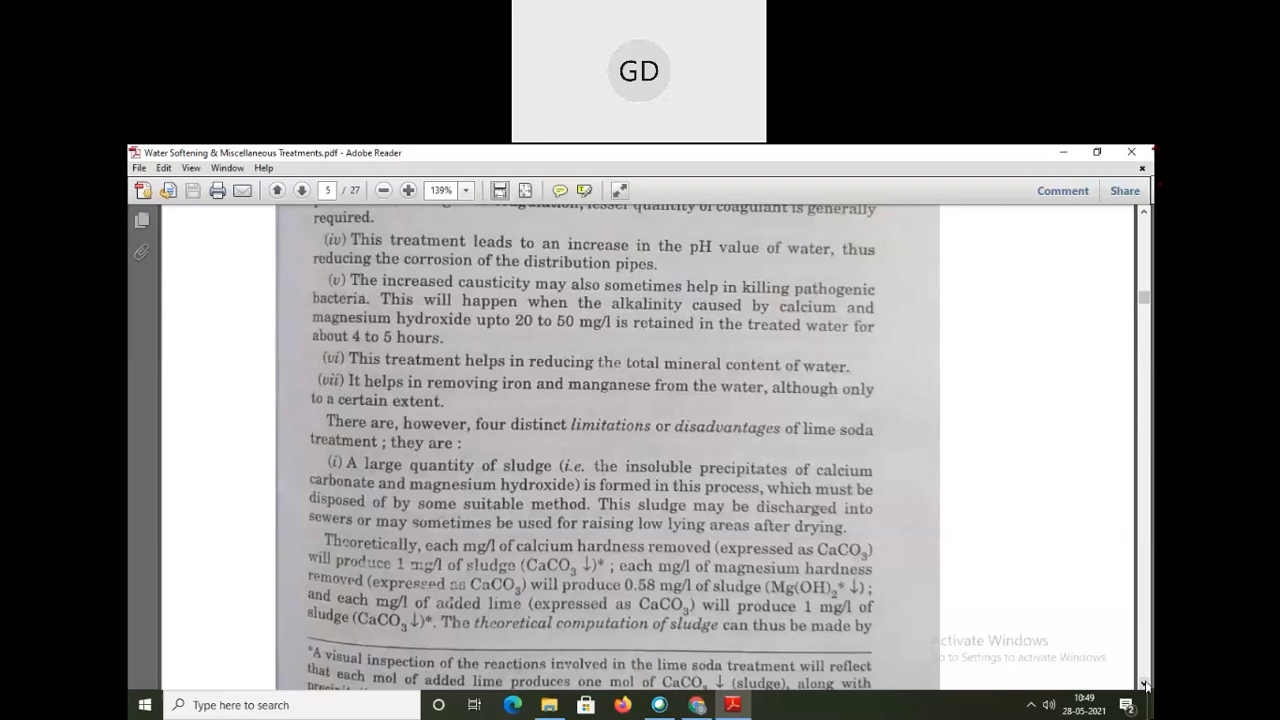 GD
Water Softening & Miscellaneous Treatments.pdf - Adobe Reader
File Edit View Window Help
5 / 27 139% Comment Share
lesser quantity of coagulant is generally
required.
(iv) This treatment leads to an increase in the pH value of water, thus
reducing the corrosion of the distribution pipes.
(v) The increased causticity may also sometimes help in killing pathogenic
bacteria. This will happen when the alkalinity caused by calcium and
magnesium hydroxide upto 20 to 50 mg/l is retained in the treated water for
about 4 to 5 hours.
(vi) This treatment helps in reducing the total mineral content of water.
(vii) It helps in removing iron and manganese from the water, although only
to a certain extent.
There are, however, four distinct limitations or disadvantages of lime soda
treatment ; they are :
(i) A large quantity of sludge (i.e. the insoluble precipitates of calcium
carbonate and magnesium hydroxide) is formed in this process, which must be
disposed of by some suitable method. This sludge may be discharged into
sewers or may sometimes be used for raising low lying areas after drying.
Theoretically, each mg/l of calcium hardness removed (expressed as CaCO₃)
will produce 1 mg/l of sludge (CaCO₃ ↓)* ; each mg/l of magnesium hardness
removed (expressed as CaCO₃) will produce 0.58 mg/l of sludge (Mg(OH)₂* ↓) ;
and each mg/l of added lime (expressed as CaCO₃) will produce 1 mg/l of
sludge (CaCO₃ ↓)*. The theoretical computation of sludge can thus be made by
*A visual inspection of the reactions involved in the lime soda treatment will reflect
that each mol of added lime produces one mol of CaCO₃ ↓ (sludge), along with
Activate Windows
Go to Settings to activate Windows.
Type here to search
10:49
28-05-2021
2